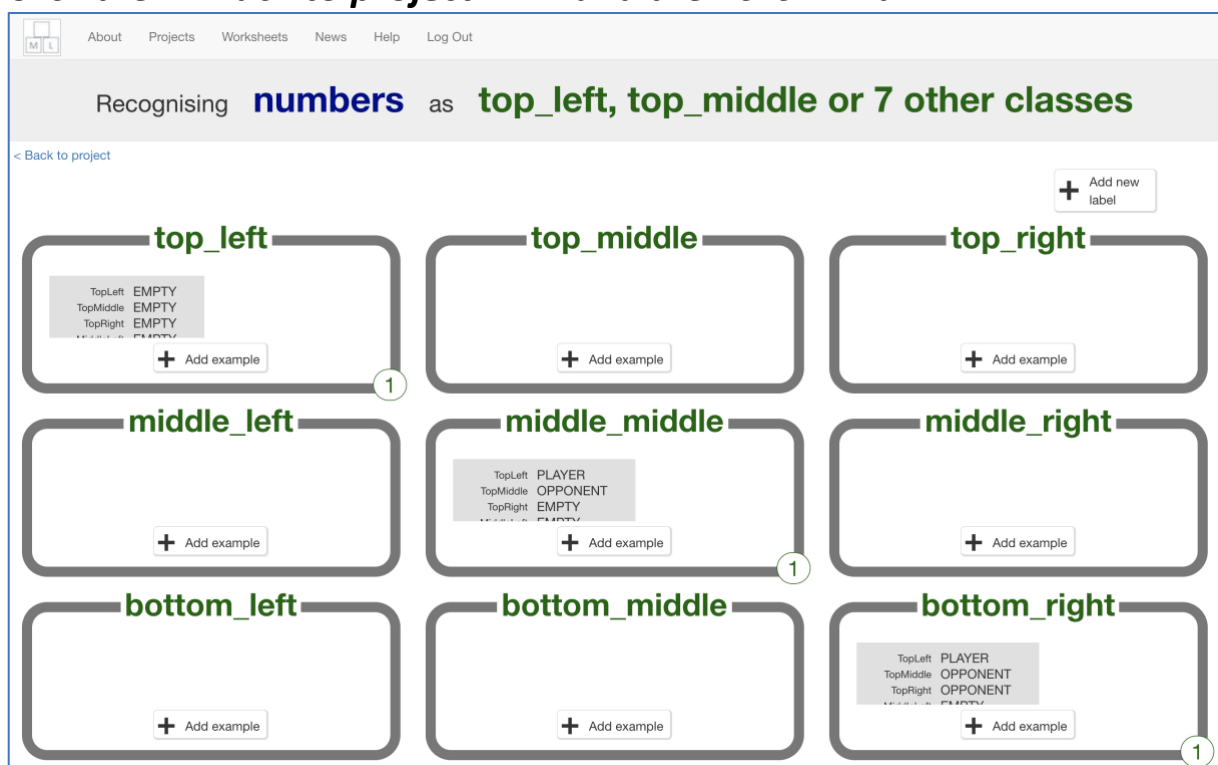 M L
About Projects Worksheets News Help Log Out
Recognising numbers as top_left, top_middle or 7 other classes
< Back to project
+ Add new
label
top_left top_middle top_right
TopLeft EMPTY
TopMiddle EMPTY
TopRight EMPTY
+ Add example + Add example + Add example
1
middle_left middle_middle middle_right
TopLeft PLAYER
TopMiddle OPPONENT
TopRight EMPTY
+ Add example + Add example + Add example
1
bottom_left bottom_middle bottom_right
TopLeft PLAYER
TopMiddle OPPONENT
TopRight OPPONENT
+ Add example + Add example + Add example
1